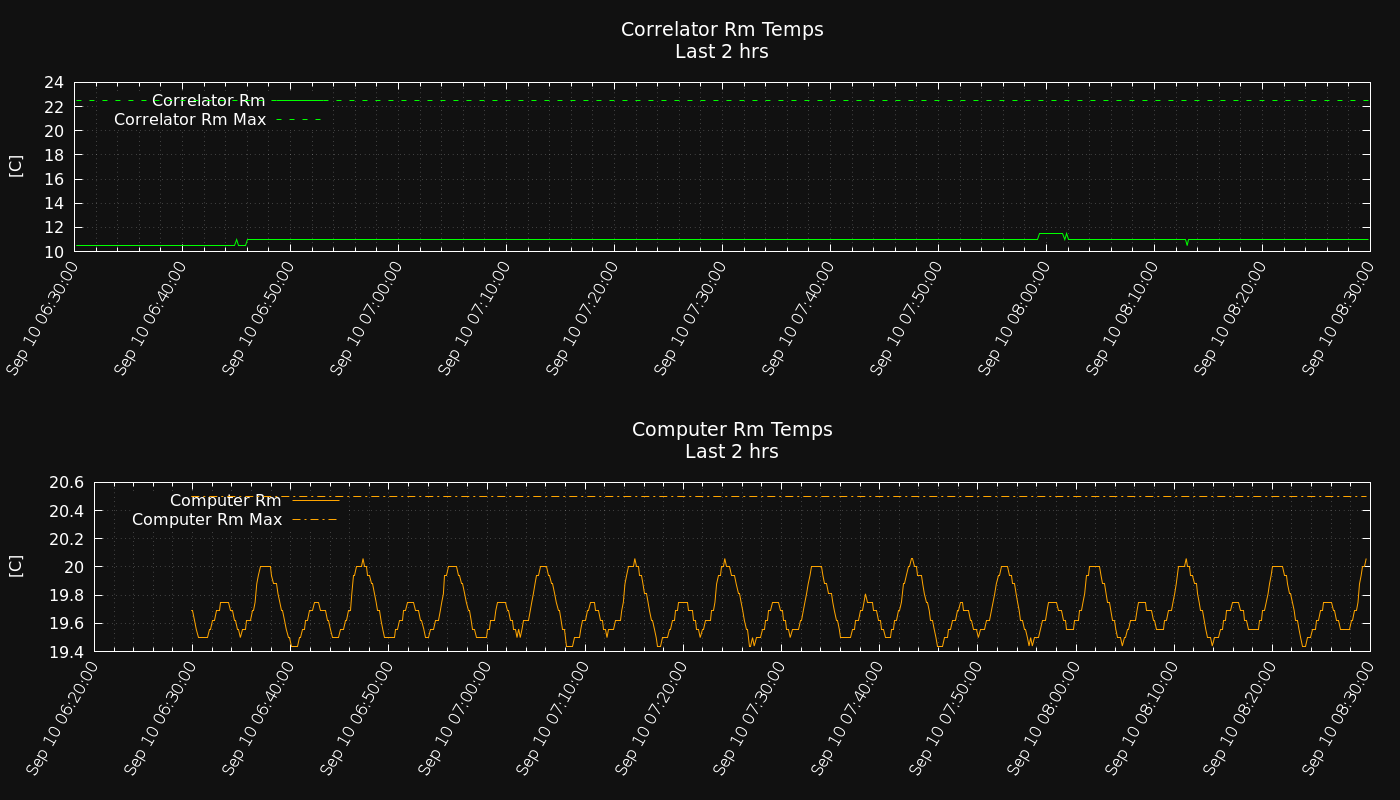 Correlator Rm Temps
Last 2 hrs
24
22
20
18
16
14
12
10
[C]
Correlator Rm
Correlator Rm Max
Sep 10 06:30:00
Sep 10 06:40:00
Sep 10 06:50:00
Sep 10 07:00:00
Sep 10 07:10:00
Sep 10 07:20:00
Sep 10 07:30:00
Sep 10 07:40:00
Sep 10 07:50:00
Sep 10 08:00:00
Sep 10 08:10:00
Sep 10 08:20:00
Sep 10 08:30:00
Computer Rm Temps
Last 2 hrs
20.6
20.4
20.2
20
19.8
19.6
19.4
[C]
Computer Rm
Computer Rm Max
Sep 10 06:20:00
Sep 10 06:30:00
Sep 10 06:40:00
Sep 10 06:50:00
Sep 10 07:00:00
Sep 10 07:10:00
Sep 10 07:20:00
Sep 10 07:30:00
Sep 10 07:40:00
Sep 10 07:50:00
Sep 10 08:00:00
Sep 10 08:10:00
Sep 10 08:20:00
Sep 10 08:30:00